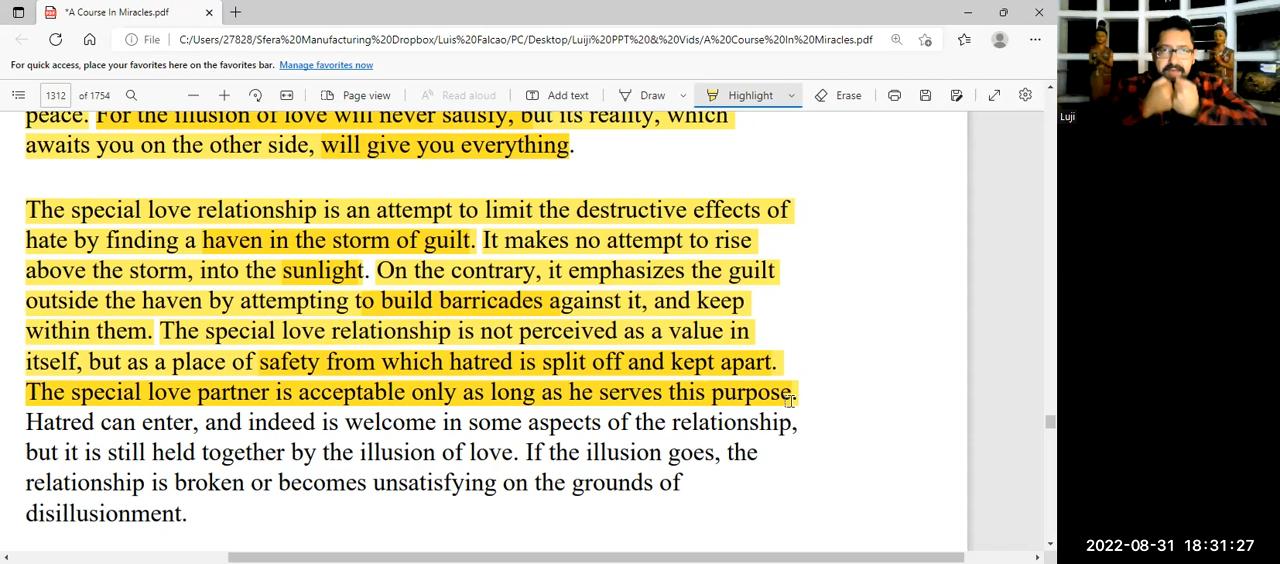 *A Course In Miracles.pdf
File C:/Users/27828/Sfera%20Manufacturing%20Dropbox/Luis%20Falcao/PC/Desktop/Luiji%20PPT%20&%20Vids/A%20Course%20In%20Miracles.pdf
For quick access, place your favorites here on the favorites bar. Manage favorites now
1312 of 1754 Page view Read aloud Add text Draw Highlight Erase
peace. For the illusion of love will never satisfy, but its reality, which
awaits you on the other side, will give you everything.
The special love relationship is an attempt to limit the destructive effects of
hate by finding a haven in the storm of guilt. It makes no attempt to rise
above the storm, into the sunlight. On the contrary, it emphasizes the guilt
outside the haven by attempting to build barricades against it, and keep
within them. The special love relationship is not perceived as a value in
itself, but as a place of safety from which hatred is split off and kept apart.
The special love partner is acceptable only as long as he serves this purpose.
Hatred can enter, and indeed is welcome in some aspects of the relationship,
but it is still held together by the illusion of love. If the illusion goes, the
relationship is broken or becomes unsatisfying on the grounds of
disillusionment.
Luji
2022-08-31 18:31:27